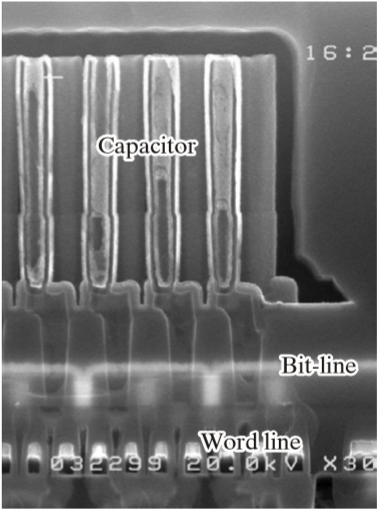 16:2
Capacitor
Bit-line
Word line
032299 20.0kV X30